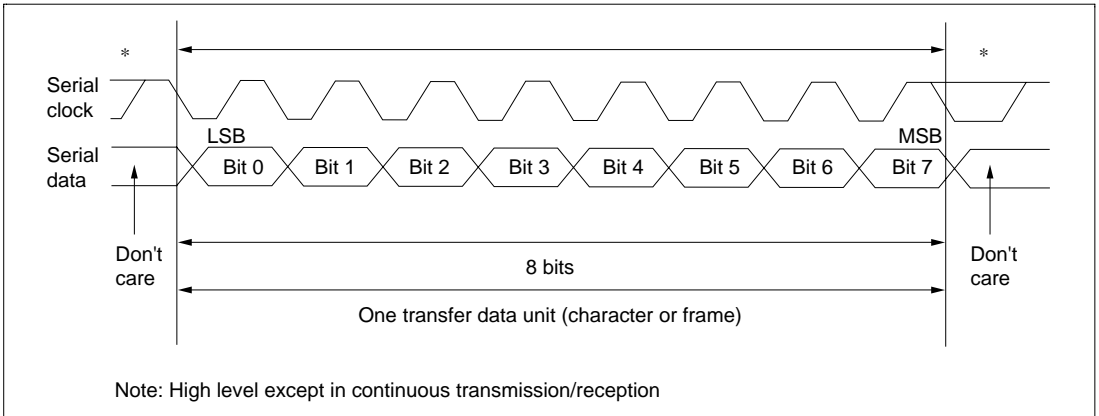 * *
Serial
clock
LSB MSB
Serial
data
Bit 0 Bit 1 Bit 2 Bit 3 Bit 4 Bit 5 Bit 6 Bit 7
Don't
care
Don't
care
8 bits
One transfer data unit (character or frame)
Note: High level except in continuous transmission/reception